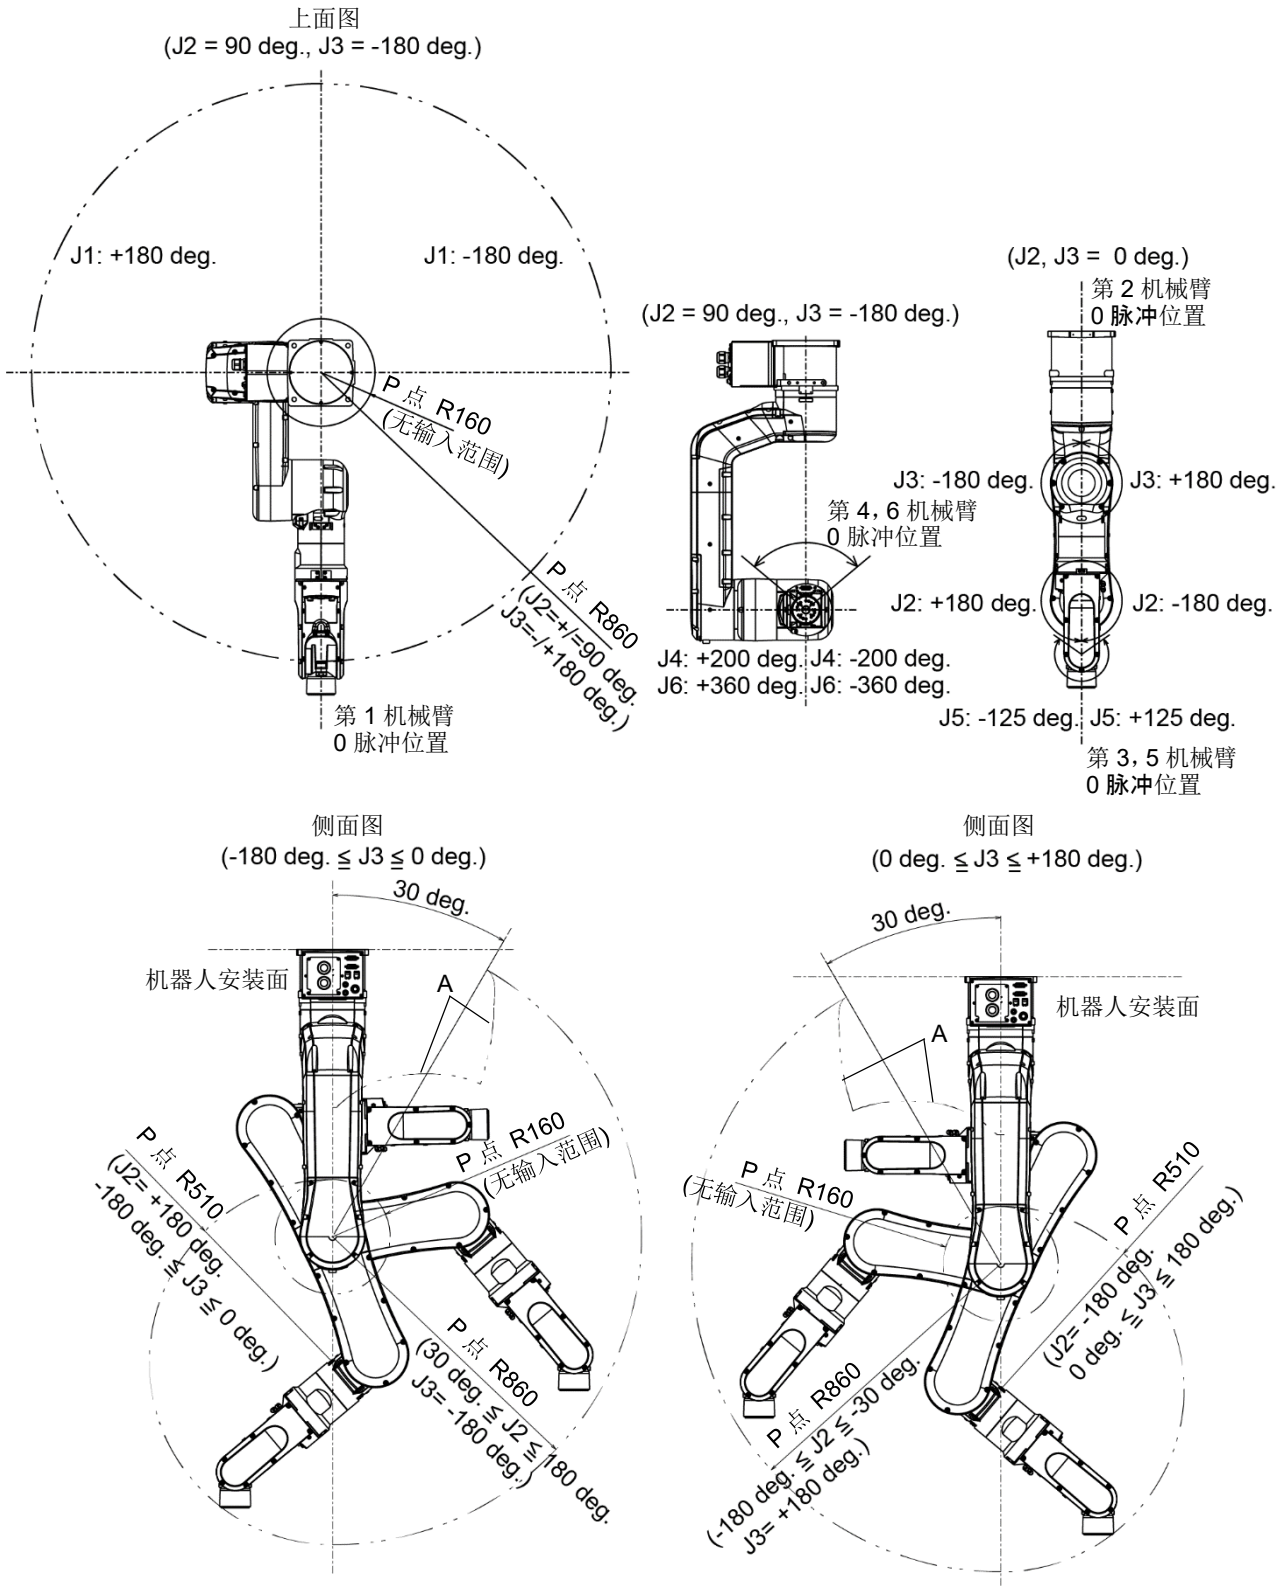 上面图
(J2 = 90 deg., J3 = -180 deg.)
J1: +180 deg.
J1: -180 deg.
P 点 R160
(无输入范围)
P 点 R860
(J2=+/=90 deg.
J3=-/+180 deg.)
第 1 机械臂
0 脉冲位置
(J2 = 90 deg., J3 = -180 deg.)
第 4, 6 机械臂
0 脉冲位置
J4: +200 deg.
J4: -200 deg.
J6: +360 deg.
J6: -360 deg.
(J2, J3 = 0 deg.)
第 2 机械臂
0 脉冲位置
J3: -180 deg.
J3: +180 deg.
J2: +180 deg.
J2: -180 deg.
J5: -125 deg.
J5: +125 deg.
第 3, 5 机械臂
0 脉冲位置
侧面图
(-180 deg. ≦ J3 ≦ 0 deg.)
30 deg.
机器人安装面
A
P 点 R160
(无输入范围)
P 点 R510
(J2= +180 deg.
-180 deg. ≦ J3 ≦ 0 deg.)
P 点 R860
(30 deg. ≦ J2 ≦ 180 deg.
J3= -180 deg.)
侧面图
(0 deg. ≦ J3 ≦ +180 deg.)
30 deg.
机器人安装面
A
P 点 R160
(无输入范围)
P 点 R510
(J2= -180 deg.
0 deg. ≦ J3 ≦ 180 deg.)
P 点 R860
(-180 deg. ≦ J2 ≦ -30 deg.
J3= +180 deg.)